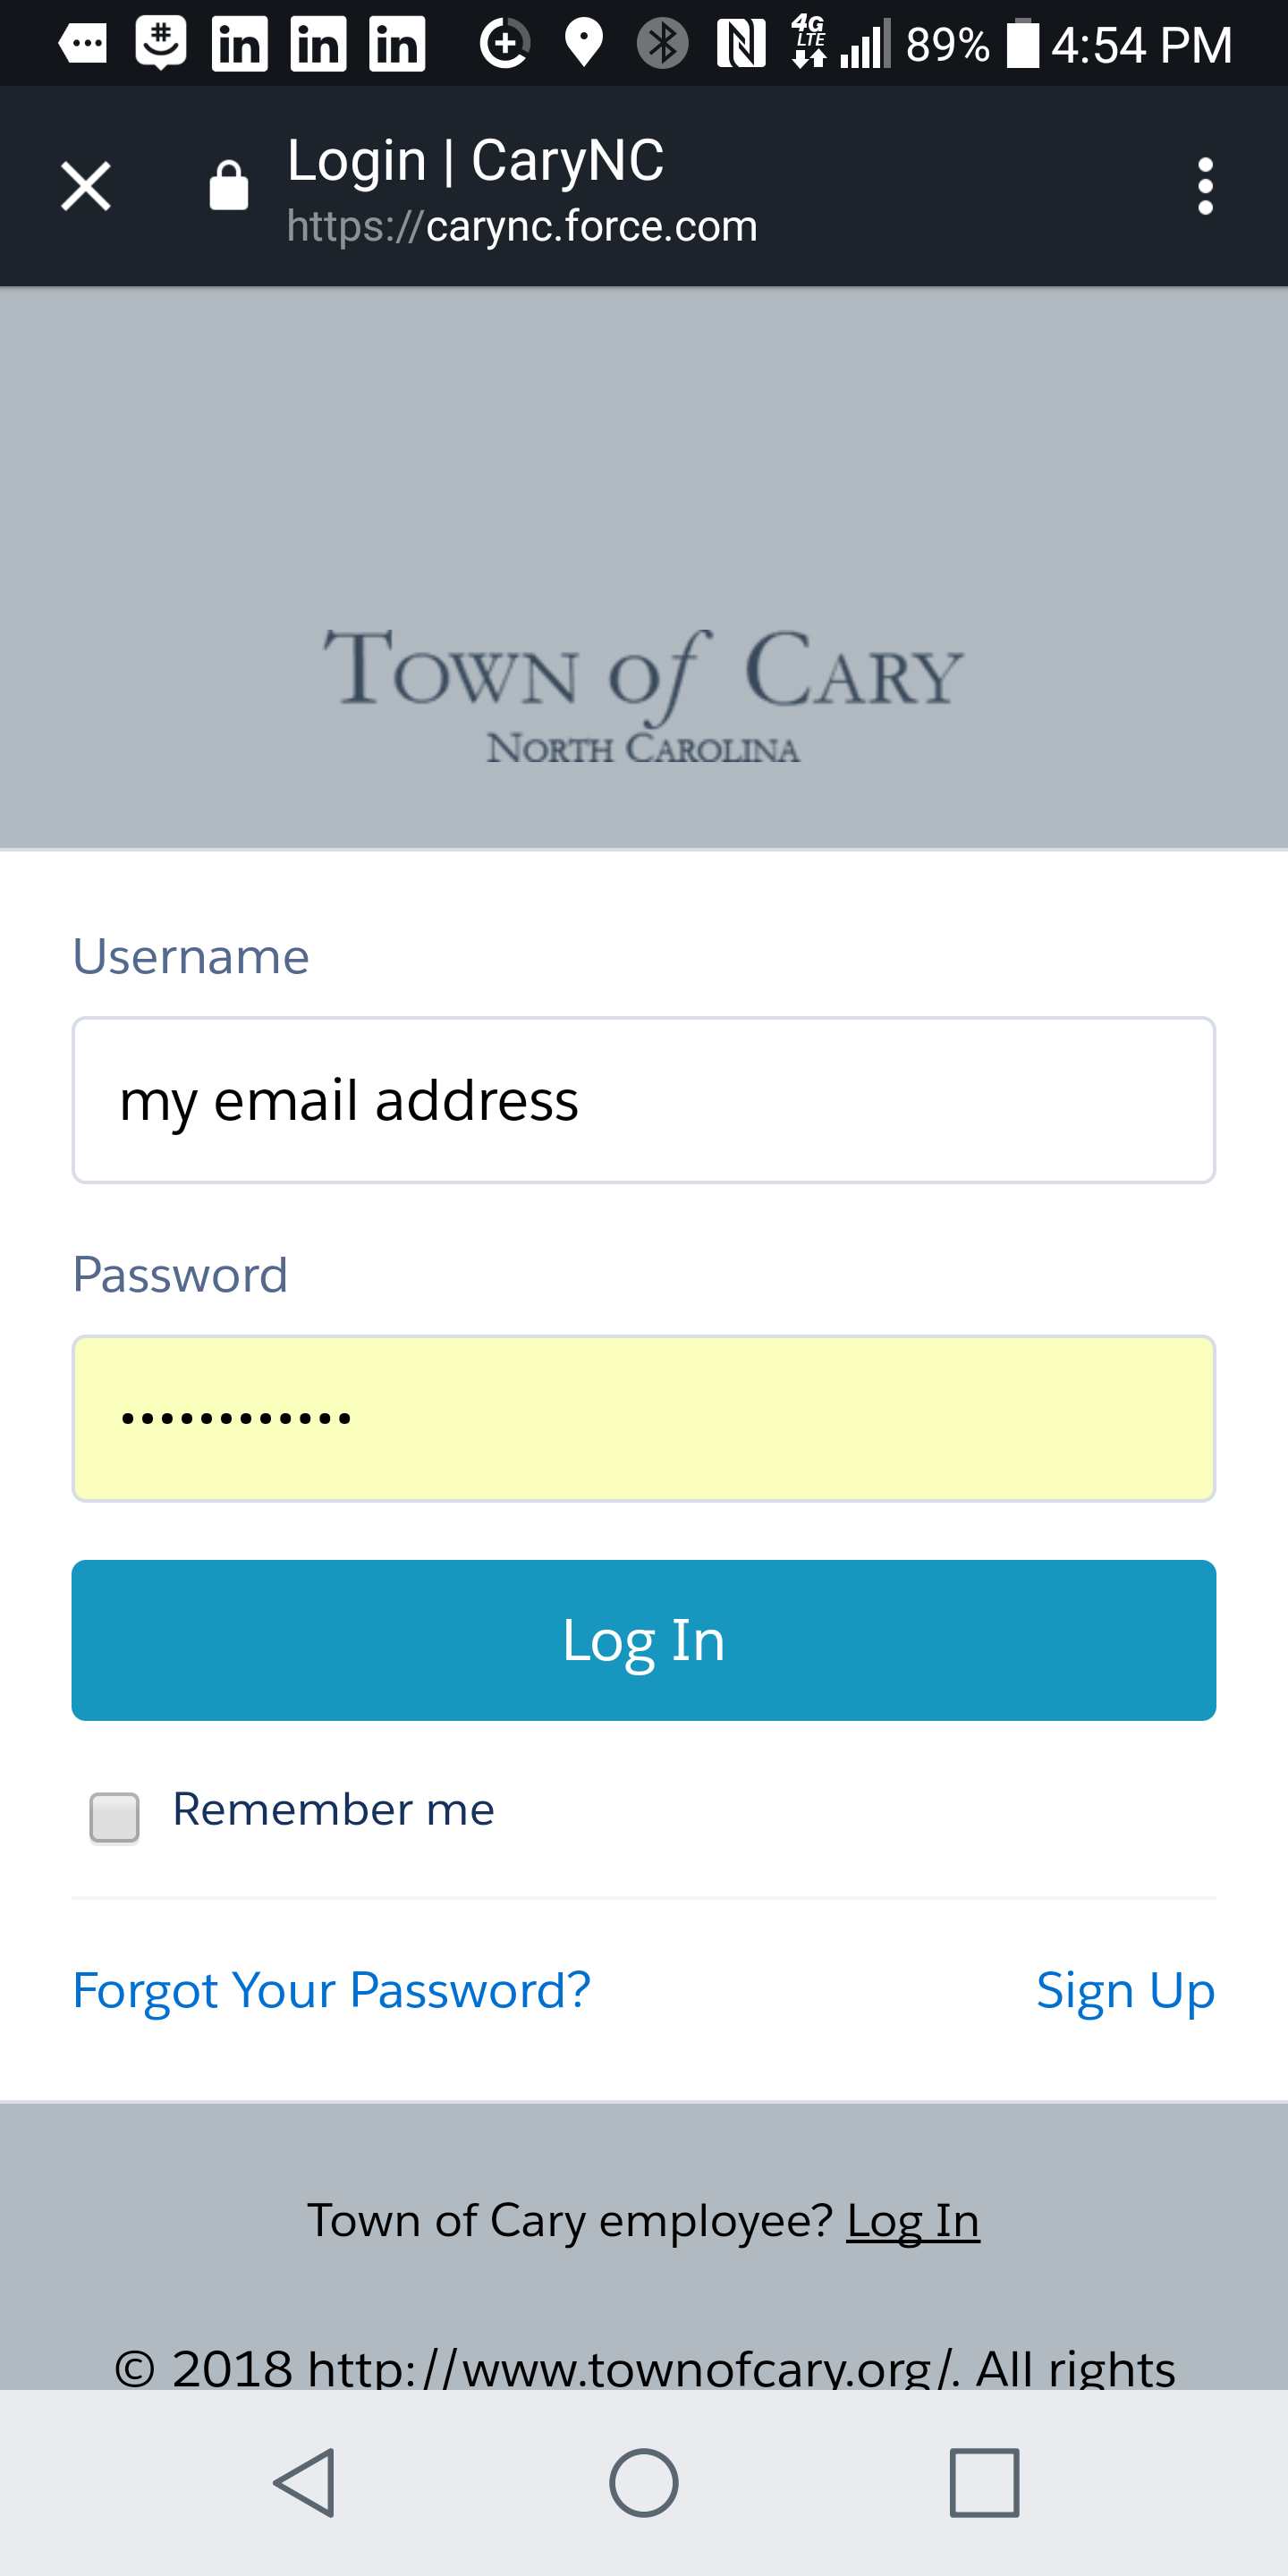 4G LTE 89% 4:54 PM
Login | CaryNC
https://carync.force.com
TOWN of CARY
NORTH CAROLINA
Username
my email address
Password
••••••••••••
Log In
Remember me
Forgot Your Password? Sign Up
Town of Cary employee? Log In
© 2018 http://www.townofcary.org/. All rights